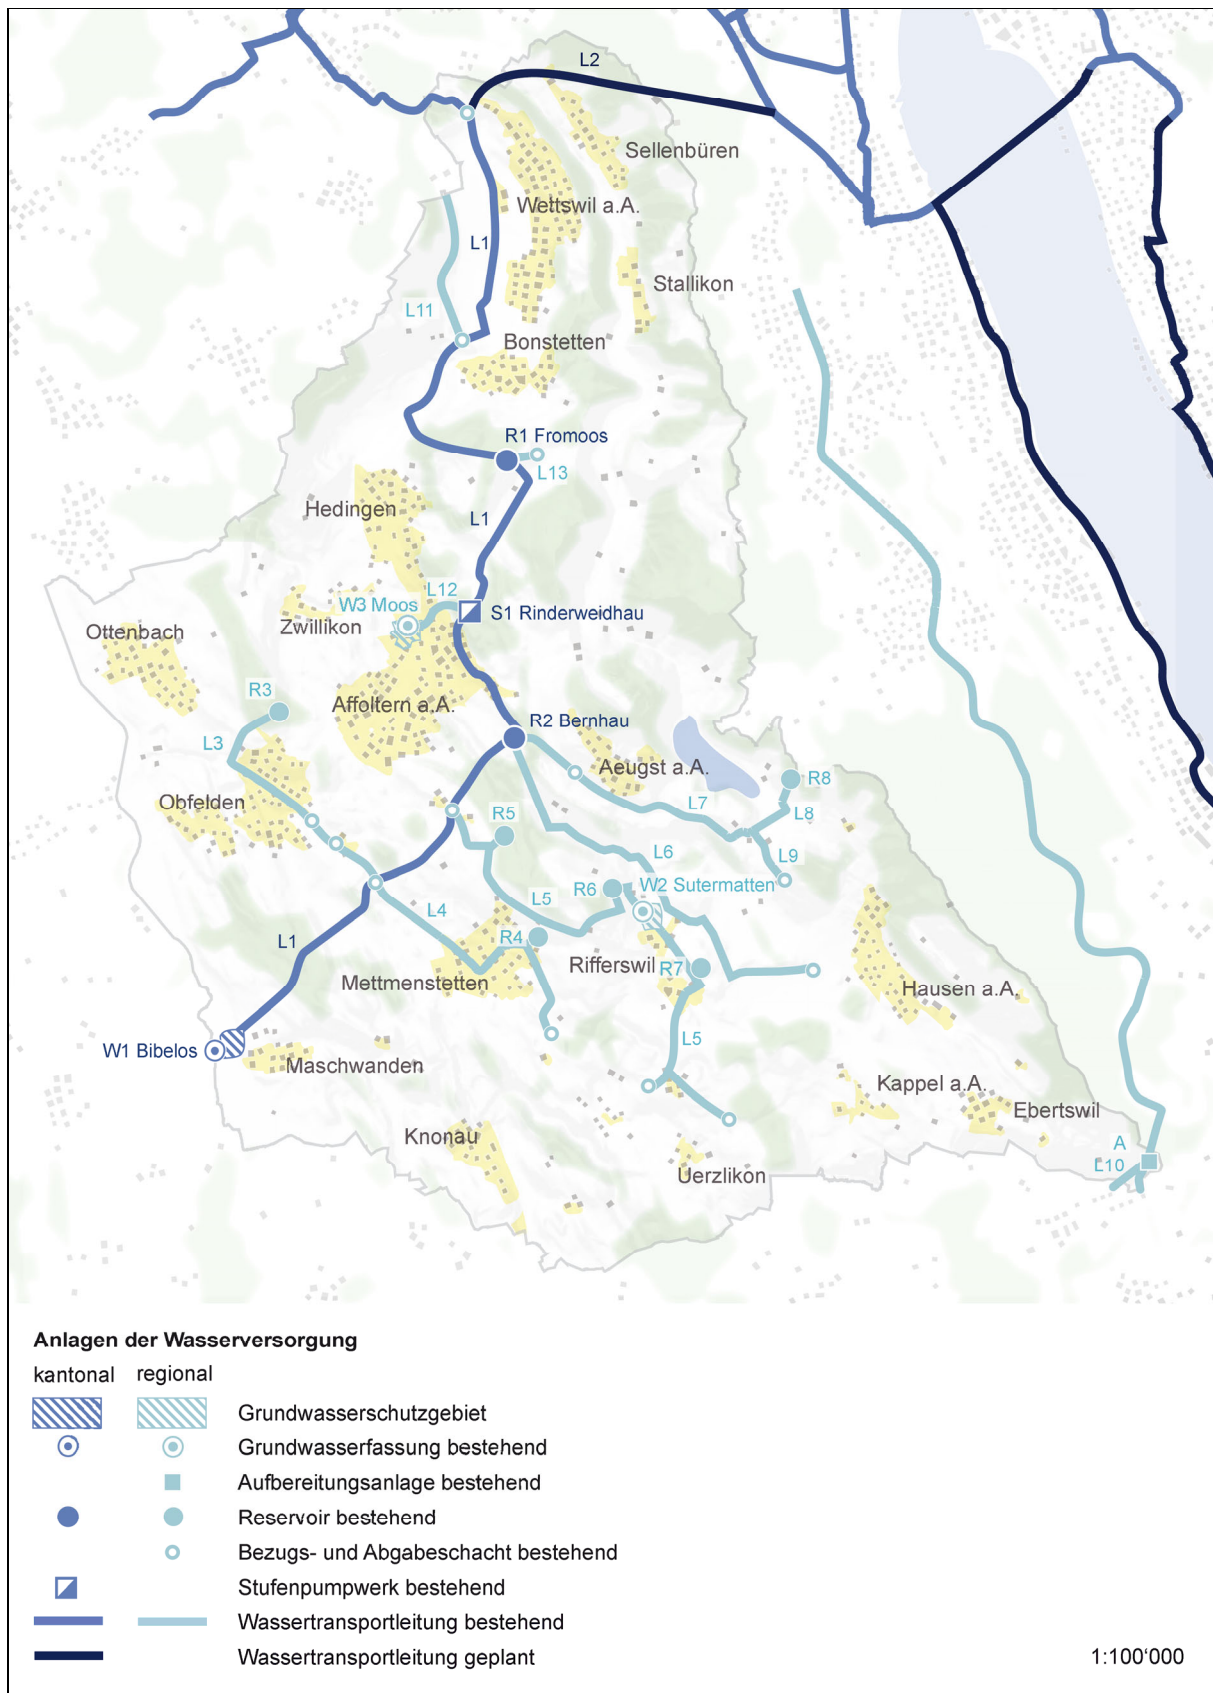 L2
Sellenbüren
Wettswil a.A.
L1
Stallikon
L11
Bonstetten
R1 Fromoos
L13
Hedingen
L1
L12
W3 Moos
S1 Rinderweidhau
Zwillikon
Ottenbach
R3
Affoltern a.A.
R2 Bernhau
L3
Aeugst a.A.
R8
Obfelden
L7
R5
L8
L6
L9
R6
W2 Sutermatten
L5
L4
R4
L1
Rifferswil
R7
Mettmenstetten
Hausen a.A.
L5
W1 Bibelos
Maschwanden
Kappel a.A.
Ebertswil
Knonau
A
L10
Uerzlikon
Anlagen der Wasserversorgung
kantonal regional
Grundwasserschutzgebiet
Grundwasserfassung bestehend
Aufbereitungsanlage bestehend
Reservoir bestehend
Bezugs- und Abgabeschacht bestehend
Stufenpumpwerk bestehend
Wassertransportleitung bestehend
Wassertransportleitung geplant
1:100'000